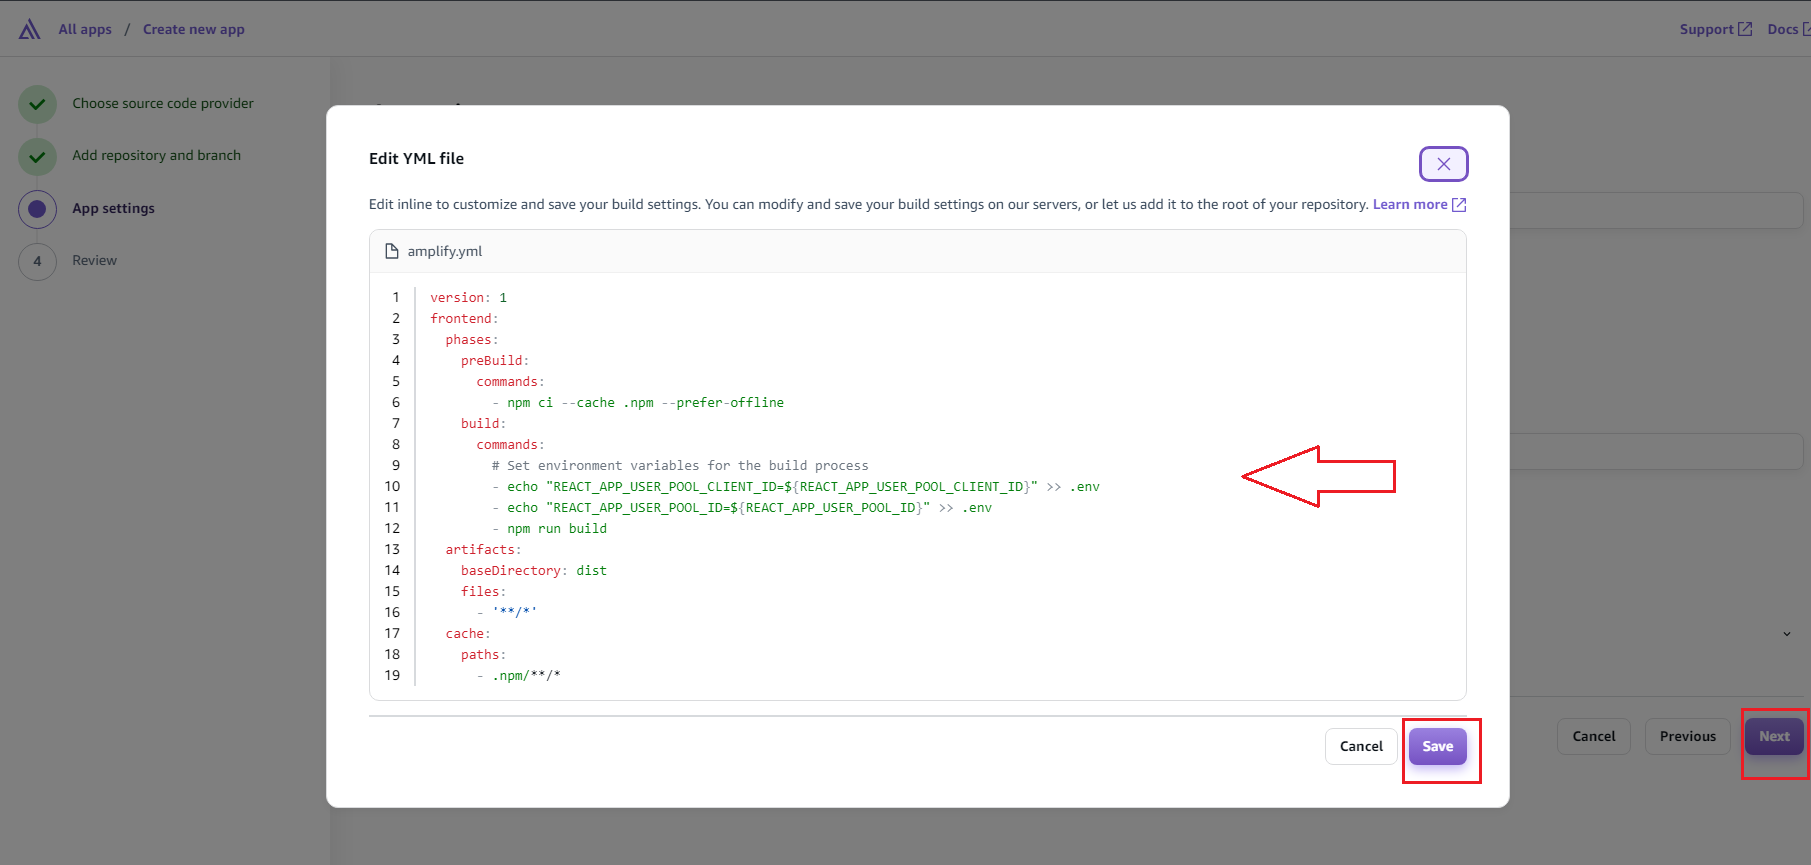 All apps / Create new app
Support
Docs
Choose source code provider
Add repository and branch
App settings
4 Review
Edit YML file
Edit inline to customize and save your build settings. You can modify and save your build settings on our servers, or let us add it to the root of your repository. Learn more
amplify.yml
1 version: 1
2 frontend:
3 phases:
4 preBuild:
5 commands:
6 - npm ci --cache .npm --prefer-offline
7 build:
8 commands:
9 # Set environment variables for the build process
10 - echo "REACT_APP_USER_POOL_CLIENT_ID=${REACT_APP_USER_POOL_CLIENT_ID}" >> .env
11 - echo "REACT_APP_USER_POOL_ID=${REACT_APP_USER_POOL_ID}" >> .env
12 - npm run build
13 artifacts:
14 baseDirectory: dist
15 files:
16 - '**/*'
17 cache:
18 paths:
19 - .npm/**/*
Cancel
Save
Cancel
Previous
Next